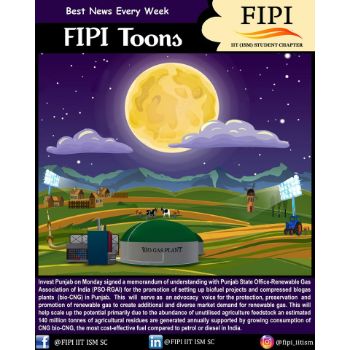 Best News Every Week
FIPI Toons
FIPI
IIT (ISM) STUDENT CHAPTER
BIO GAS PLANT
Invest Punjab on Monday signed a memorandum of understanding with Punjab State Office-Renewable Gas
Association of India (PSO-RGAI) for the promotion of setting up biofuel projects and compressed biogas
plants (bio-CNG) in Punjab. This will serve as an advocacy voice for the protection, preservation and
promotion of renewable gas to create additional and diverse market demand for renewable gas. This will
help scale up the potential primarily due to the abundance of unutilised agriculture feedstock an estimated
140 million tonnes of agricultural residues are generated annually supported by growing consumption of
CNG bio-CNG, the most cost-effective fuel compared to petrol or diesel in India.
@FIPI IIT ISM SC
@FIPI IIT ISM SC
@fipi_iitism